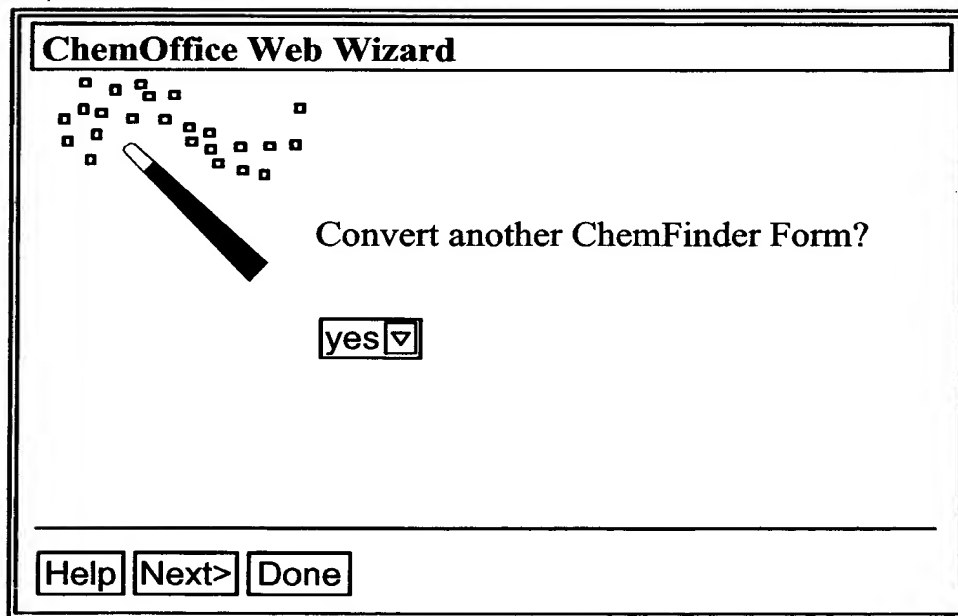 ChemOffice Web Wizard
Convert another ChemFinder Form?
yes
Help Next> Done